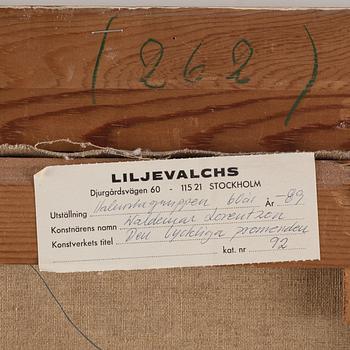 (262)
LILJEVALCHS
Djurgårdsvägen 60 - 115 21 STOCKHOLM
Utställning Halmstadgruppen, År -89
Konstnärens namn Waldemar Lorentzon
Konstverkets titel Den lyckliga promenaden
kat. nr 92